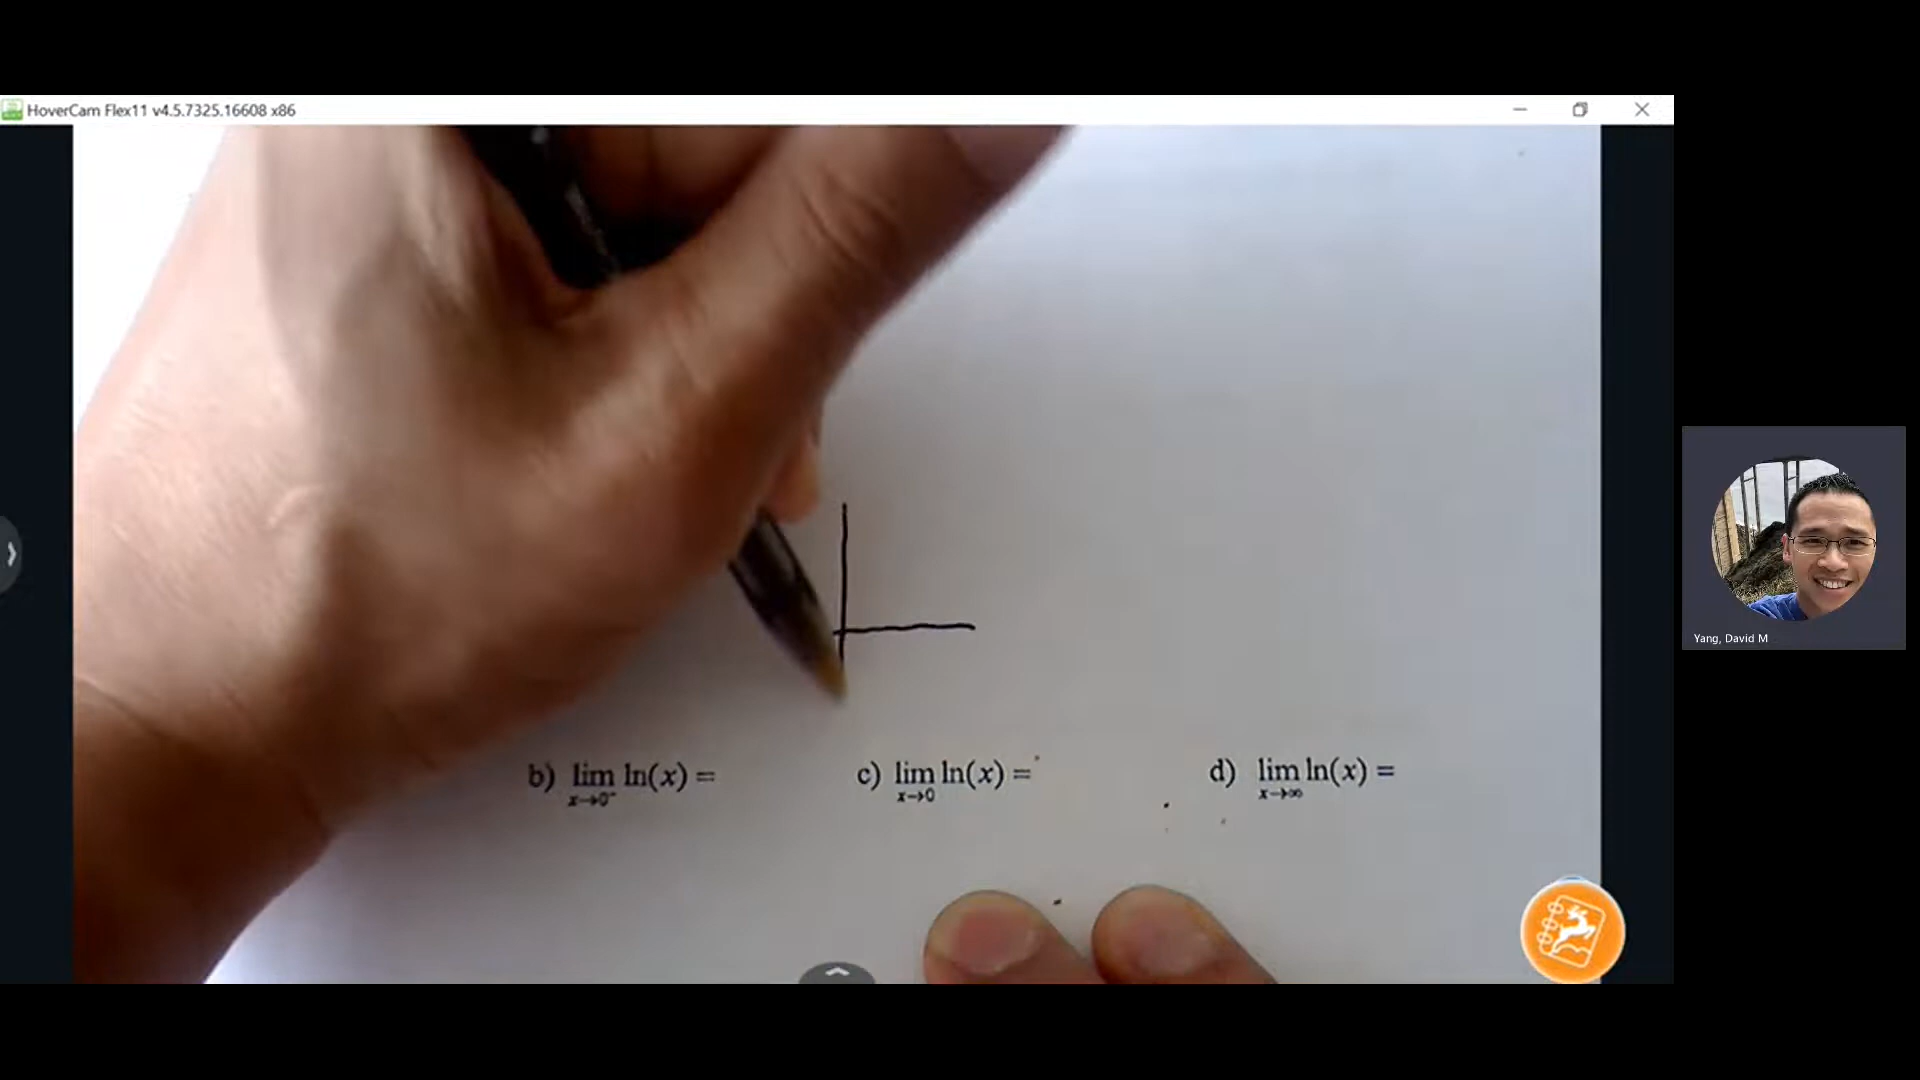 HoverCam Flex11 v4.5.7325.16608 x86
b) lim ln(x) =
x→0⁻
c) lim ln(x) =
x→0
d) lim ln(x) =
x→∞
Yang, David M